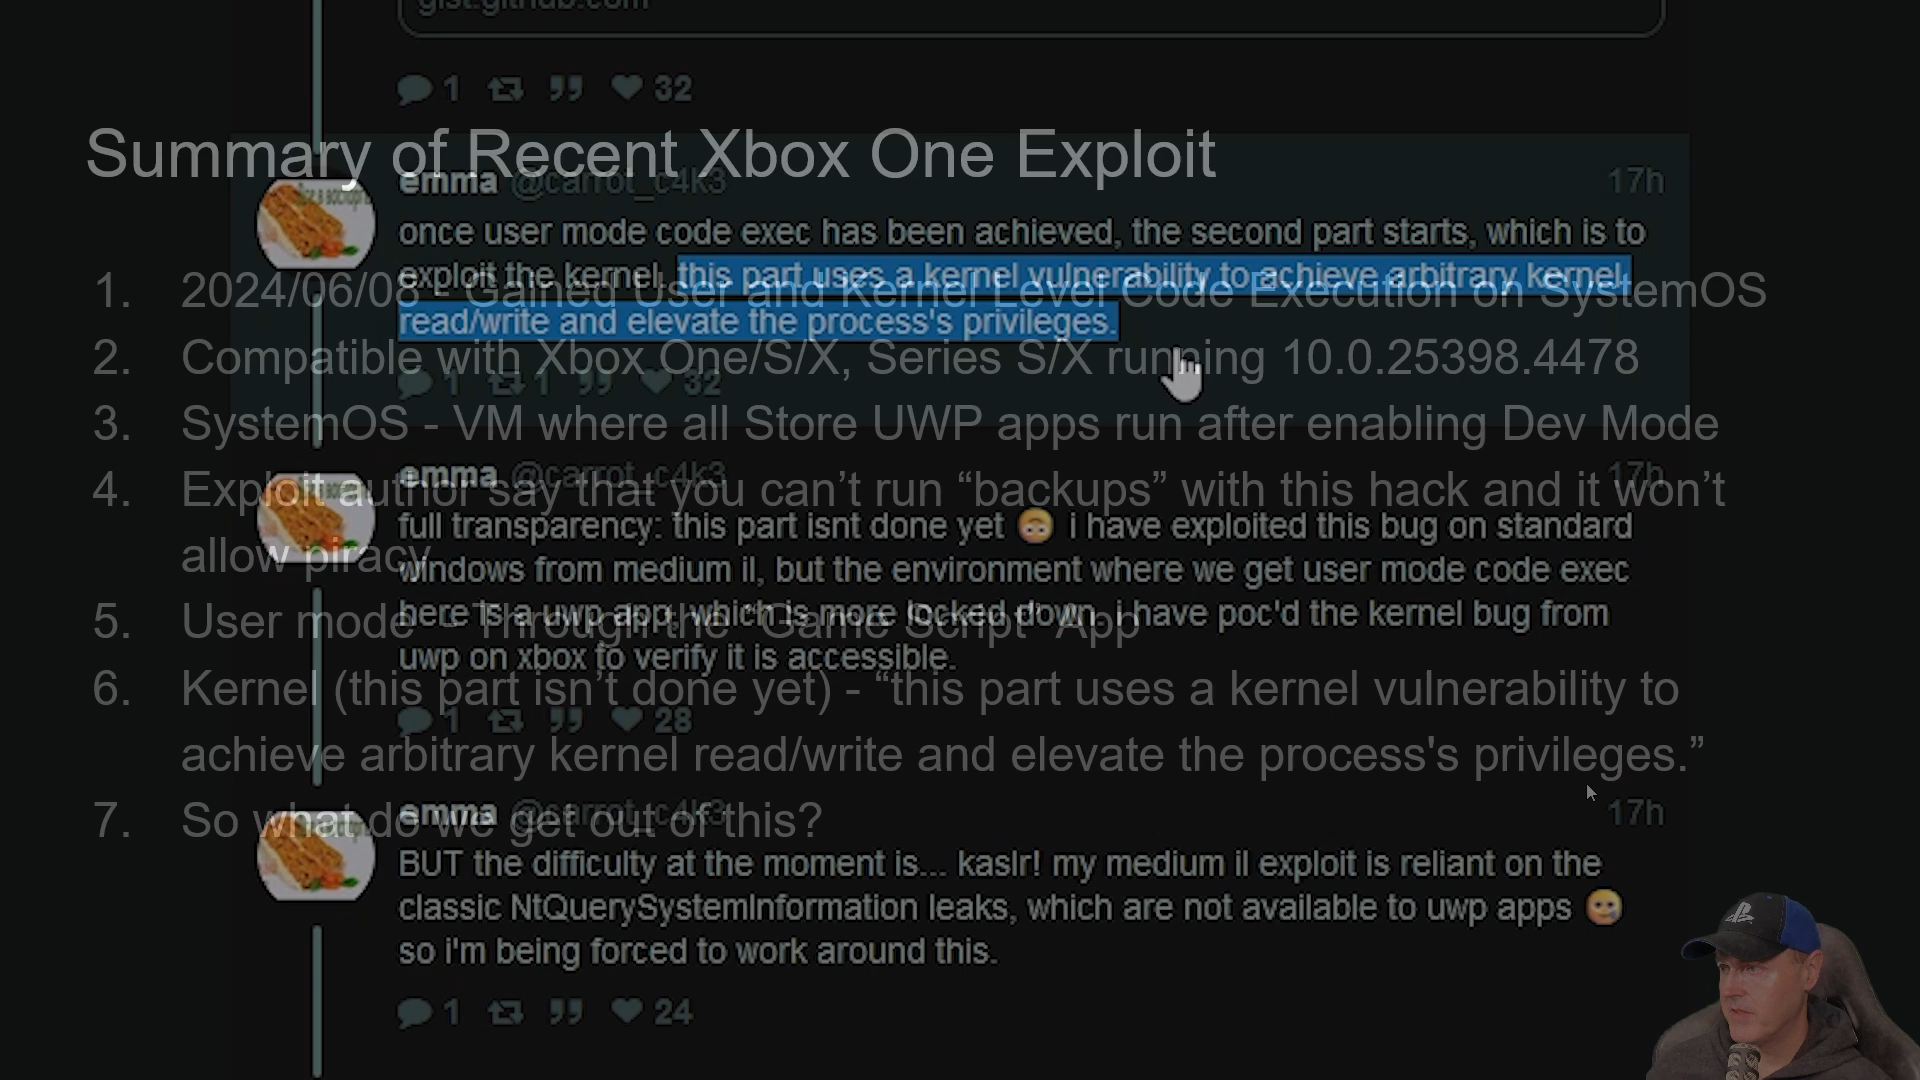 gist.github.com
1 32
Summary of Recent Xbox One Exploit
emma @carrot_c4k3 17h
once user mode code exec has been achieved, the second part starts, which is to
exploit the kernel. this part uses a kernel vulnerability to achieve arbitrary kernel
read/write and elevate the process's privileges.
1 1 32
1. 2024/06/08 - Gained User and Kernel Level Code Execution on SystemOS
2. Compatible with Xbox One/S/X, Series S/X running 10.0.25398.4478
3. SystemOS - VM where all Store UWP apps run after enabling Dev Mode
4. Exploit author say that you can’t run “backups” with this hack and it won’t
allow piracy
5. User mode - Through the “Game Script” App
6. Kernel (this part isn’t done yet) - “this part uses a kernel vulnerability to
achieve arbitrary kernel read/write and elevate the process's privileges.”
7. So what do we get out of this?
emma @carrot_c4k3 17h
full transparency: this part isnt done yet 🙃 i have exploited this bug on standard
windows from medium il, but the environment where we get user mode code exec
here is a uwp app, which is more locked down. i have poc'd the kernel bug from
uwp on xbox to verify it is accessible.
1 28
emma @carrot_c4k3 17h
BUT the difficulty at the moment is... kaslr! my medium il exploit is reliant on the
classic NtQuerySystemInformation leaks, which are not available to uwp apps 🥲
so i'm being forced to work around this.
1 24